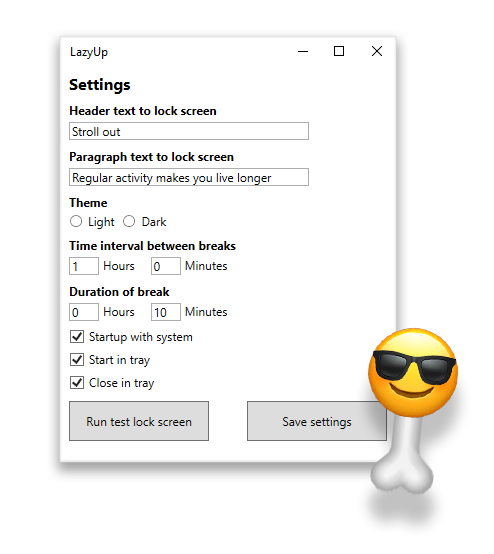 LazyUp
Settings
Header text to lock screen
Stroll out
Paragraph text to lock screen
Regular activity makes you live longer
Theme
Light Dark
Time interval between breaks
1 Hours 0 Minutes
Duration of break
0 Hours 10 Minutes
Startup with system
Start in tray
Close in tray
Run test lock screen Save settings